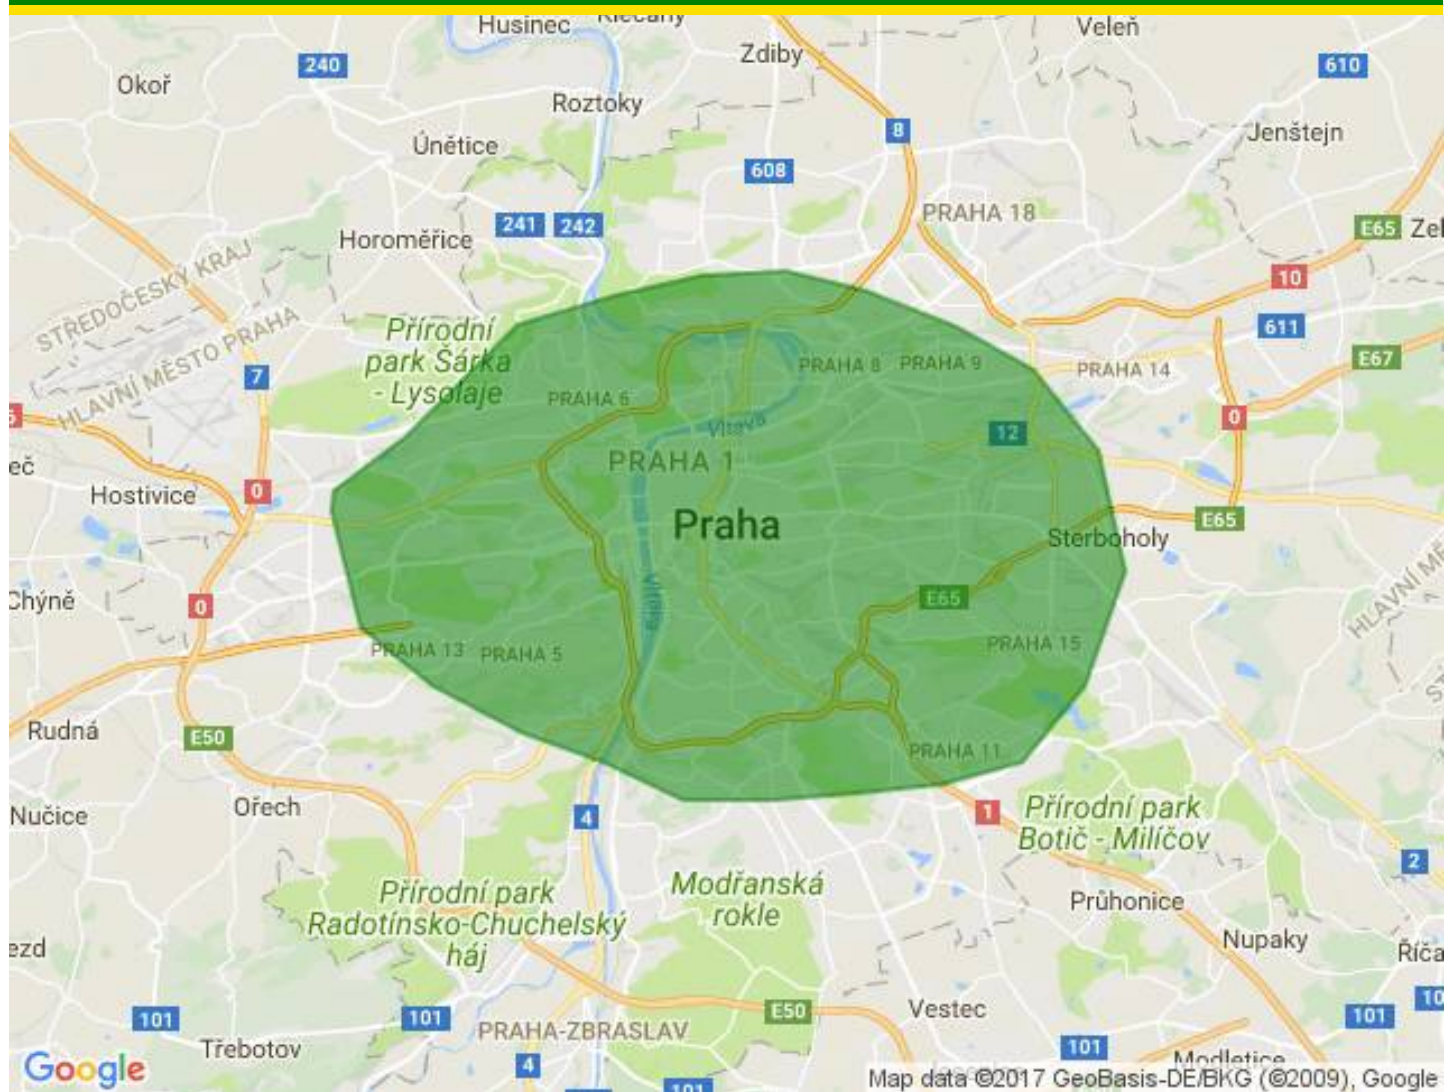 Husinec
Klecany
Veleň
Zdiby
240
610
Okoř
Roztoky
8
Jenštejn
Únětice
608
PRAHA 18
241
242
E65
Horoměřice
STŘEDOČESKÝ KRAJ
HLAVNÍ MĚSTO PRAHA
10
Přírodní
park Šárka
- Lysolaje
611
E67
7
PRAHA 8
PRAHA 9
PRAHA 14
PRAHA 6
0
Vltava
12
PRAHA 1
Hostivice
0
Praha
E65
Sterboholy
Chýně
0
E65
PRAHA 13
PRAHA 5
PRAHA 15
Rudná
E50
PRAHA 11
Nučice
Ořech
4
1
Přírodní park
Botič - Milíčov
2
Přírodní park
Radotínsko-Chuchelský
háj
Modřanská
rokle
Průhonice
Nupaky
E50
Vestec
101
101
101
PRAHA-ZBRASLAV
Třebotov
101
4
Modletice
101
Google
Map data ©2017 GeoBasis-DE/BKG (©2009), Google